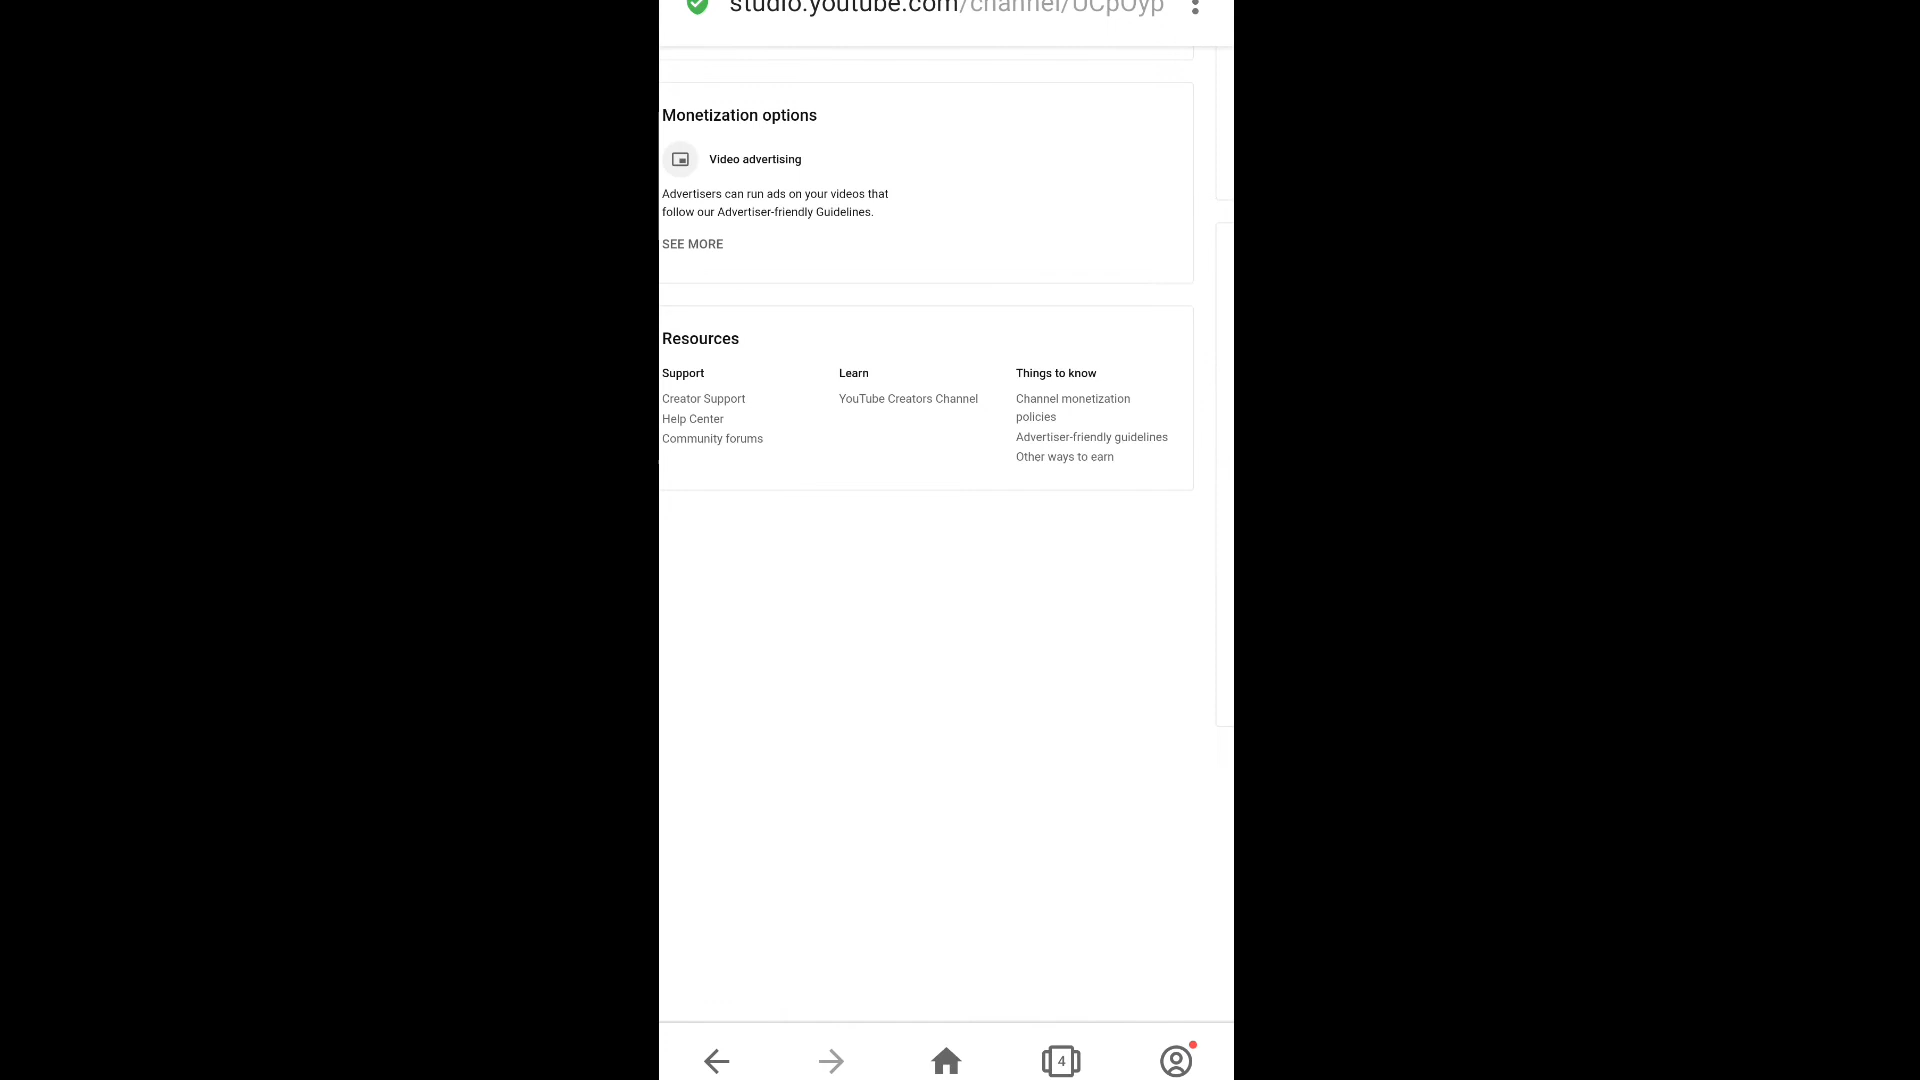 studio.youtube.com/channel/UCpOyp
Monetization options
Video advertising
Advertisers can run ads on your videos that
follow our Advertiser-friendly Guidelines.
SEE MORE
Resources
Support
Creator Support
Help Center
Community forums
Learn
YouTube Creators Channel
Things to know
Channel monetization
policies
Advertiser-friendly guidelines
Other ways to earn
4